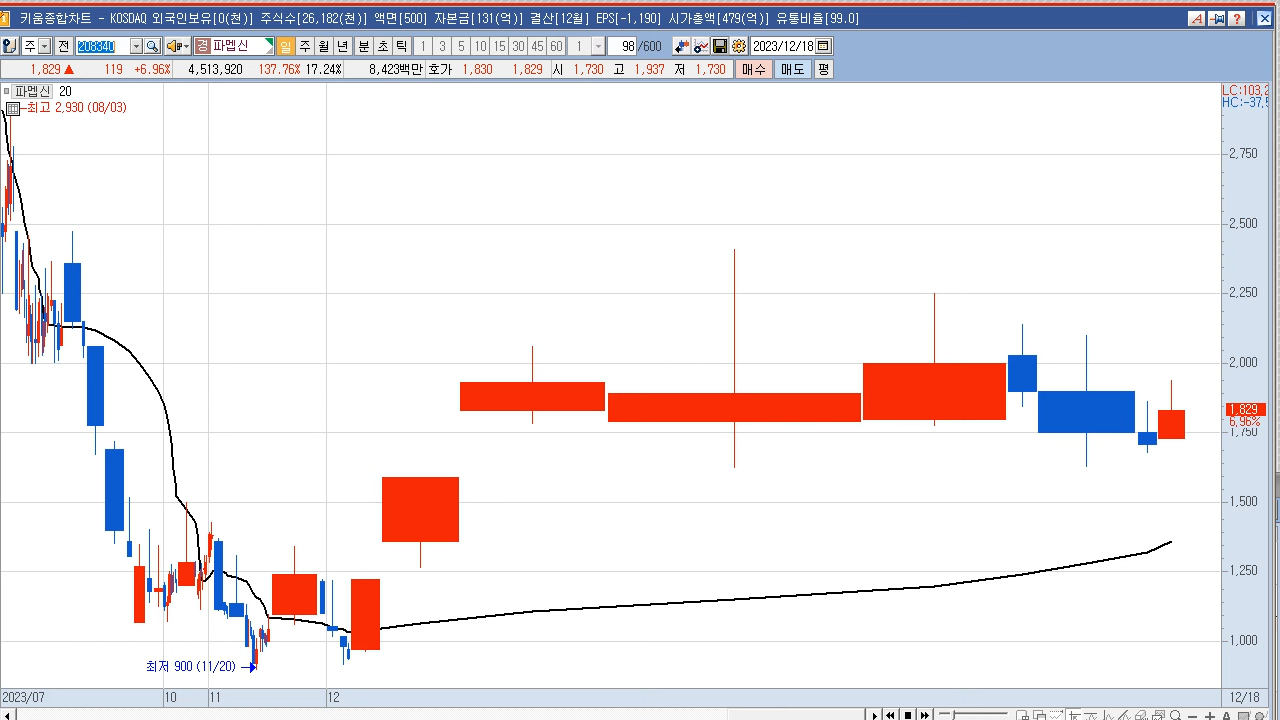 키움종합차트 - KOSDAQ 외국인보유[0(천)] 주식수[26,182(천)] 액면[500] 자본금[131(억)] 결산[12월] EPS[-1,190] 시가총액[479(억)] 유통비율[99.0]
주 전 208340 경 파멥신 일 주 월 년 분 초 틱 1 3 5 10 15 30 45 60 1 98 /600 2023/12/18
1,829 ▲ 119 +6.96% 4,513,920 137.76% 17.24% 8,423백만 호가 1,830 1,829 시 1,730 고 1,937 저 1,730 매수 매도 평
파멥신 20
LC:103,2
HC:-37,5
최고 2,930 (08/03)
2,750
2,500
2,250
2,000
1,829
6,96%
1,750
1,500
1,250
1,000
최저 900 (11/20)
2023/07 10 11 12 12/18